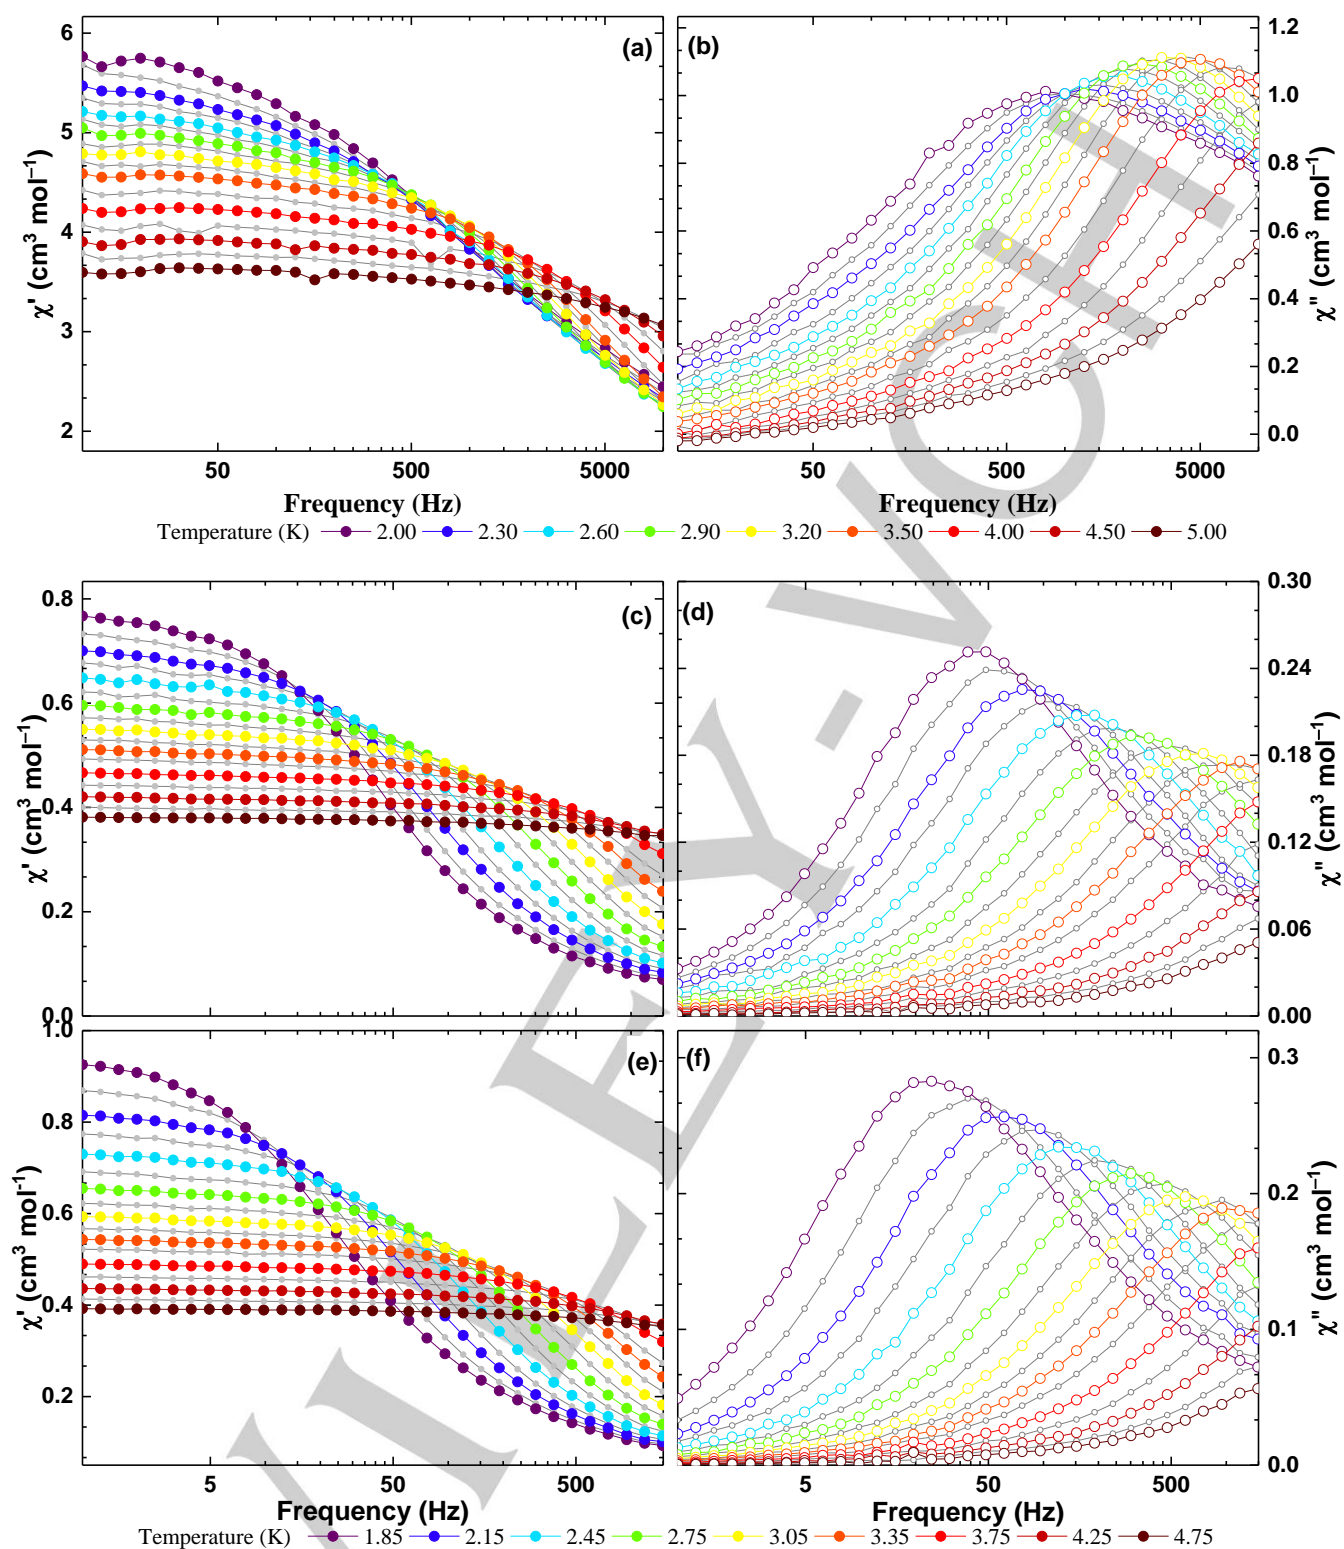 6
5
4
3
2
(a)
χ' (cm³ mol⁻¹)
50
500
5000
Frequency (Hz)
(b)
1.2
1.0
0.8
0.6
0.4
0.2
0.0
χ'' (cm³ mol⁻¹)
50
500
5000
Frequency (Hz)
Temperature (K) 2.00 2.30 2.60 2.90 3.20 3.50 4.00 4.50 5.00
0.8
0.6
0.4
0.2
0.0
(c)
χ' (cm³ mol⁻¹)
5
50
500
(d)
0.30
0.24
0.18
0.12
0.06
0.00
χ'' (cm³ mol⁻¹)
1.0
0.8
0.6
0.4
0.2
(e)
χ' (cm³ mol⁻¹)
Frequency (Hz)
(f)
0.3
0.2
0.1
0.0
χ'' (cm³ mol⁻¹)
5
50
500
Frequency (Hz)
Temperature (K) 1.85 2.15 2.45 2.75 3.05 3.35 3.75 4.25 4.75
WILEY-VCH